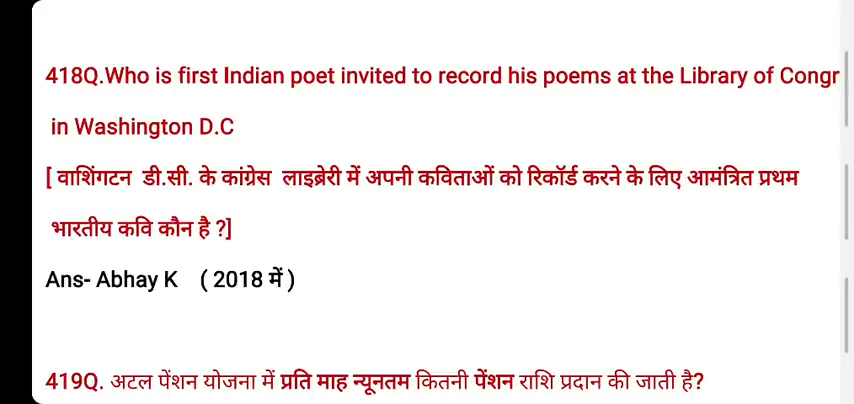 418Q.Who is first Indian poet invited to record his poems at the Library of Congr
in Washington D.C
[ वाशिंगटन डी.सी. के कांग्रेस लाइब्रेरी में अपनी कविताओं को रिकॉर्ड करने के लिए आमंत्रित प्रथम
भारतीय कवि कौन है ?]
Ans- Abhay K ( 2018 में )
419Q. अटल पेंशन योजना में प्रति माह न्यूनतम कितनी पेंशन राशि प्रदान की जाती है?